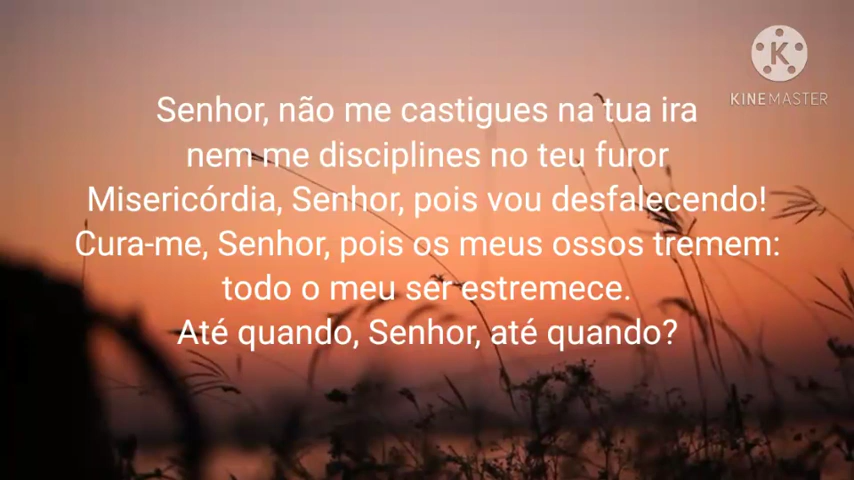 K
KINEMASTER
Senhor, não me castigues na tua ira
nem me disciplines no teu furor
Misericórdia, Senhor, pois vou desfalecendo!
Cura-me, Senhor, pois os meus ossos tremem:
todo o meu ser estremece.
Até quando, Senhor, até quando?